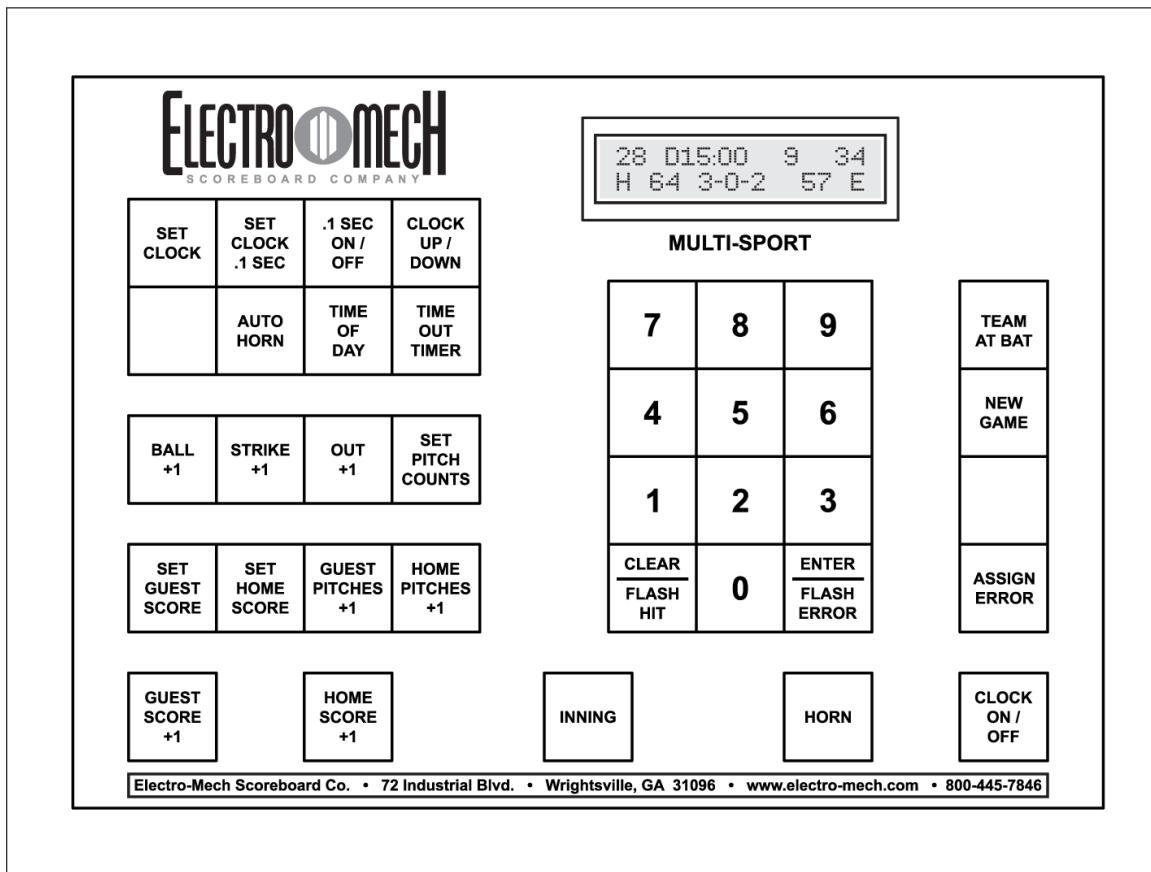 ELECTRO MECH
SCOREBOARD COMPANY
28 D15:00 9 34
H 64 3-0-2 57 E
MULTI-SPORT
SET
CLOCK
SET
CLOCK
.1 SEC
.1 SEC
ON /
OFF
CLOCK
UP /
DOWN
AUTO
HORN
TIME
OF
DAY
TIME
OUT
TIMER
BALL
+1
STRIKE
+1
OUT
+1
SET
PITCH
COUNTS
SET
GUEST
SCORE
SET
HOME
SCORE
GUEST
PITCHES
+1
HOME
PITCHES
+1
7
8
9
4
5
6
1
2
3
CLEAR
FLASH
HIT
0
ENTER
FLASH
ERROR
TEAM
AT BAT
NEW
GAME
ASSIGN
ERROR
GUEST
SCORE
+1
HOME
SCORE
+1
INNING
HORN
CLOCK
ON /
OFF
Electro-Mech Scoreboard Co. • 72 Industrial Blvd. • Wrightsville, GA 31096 • www.electro-mech.com • 800-445-7846